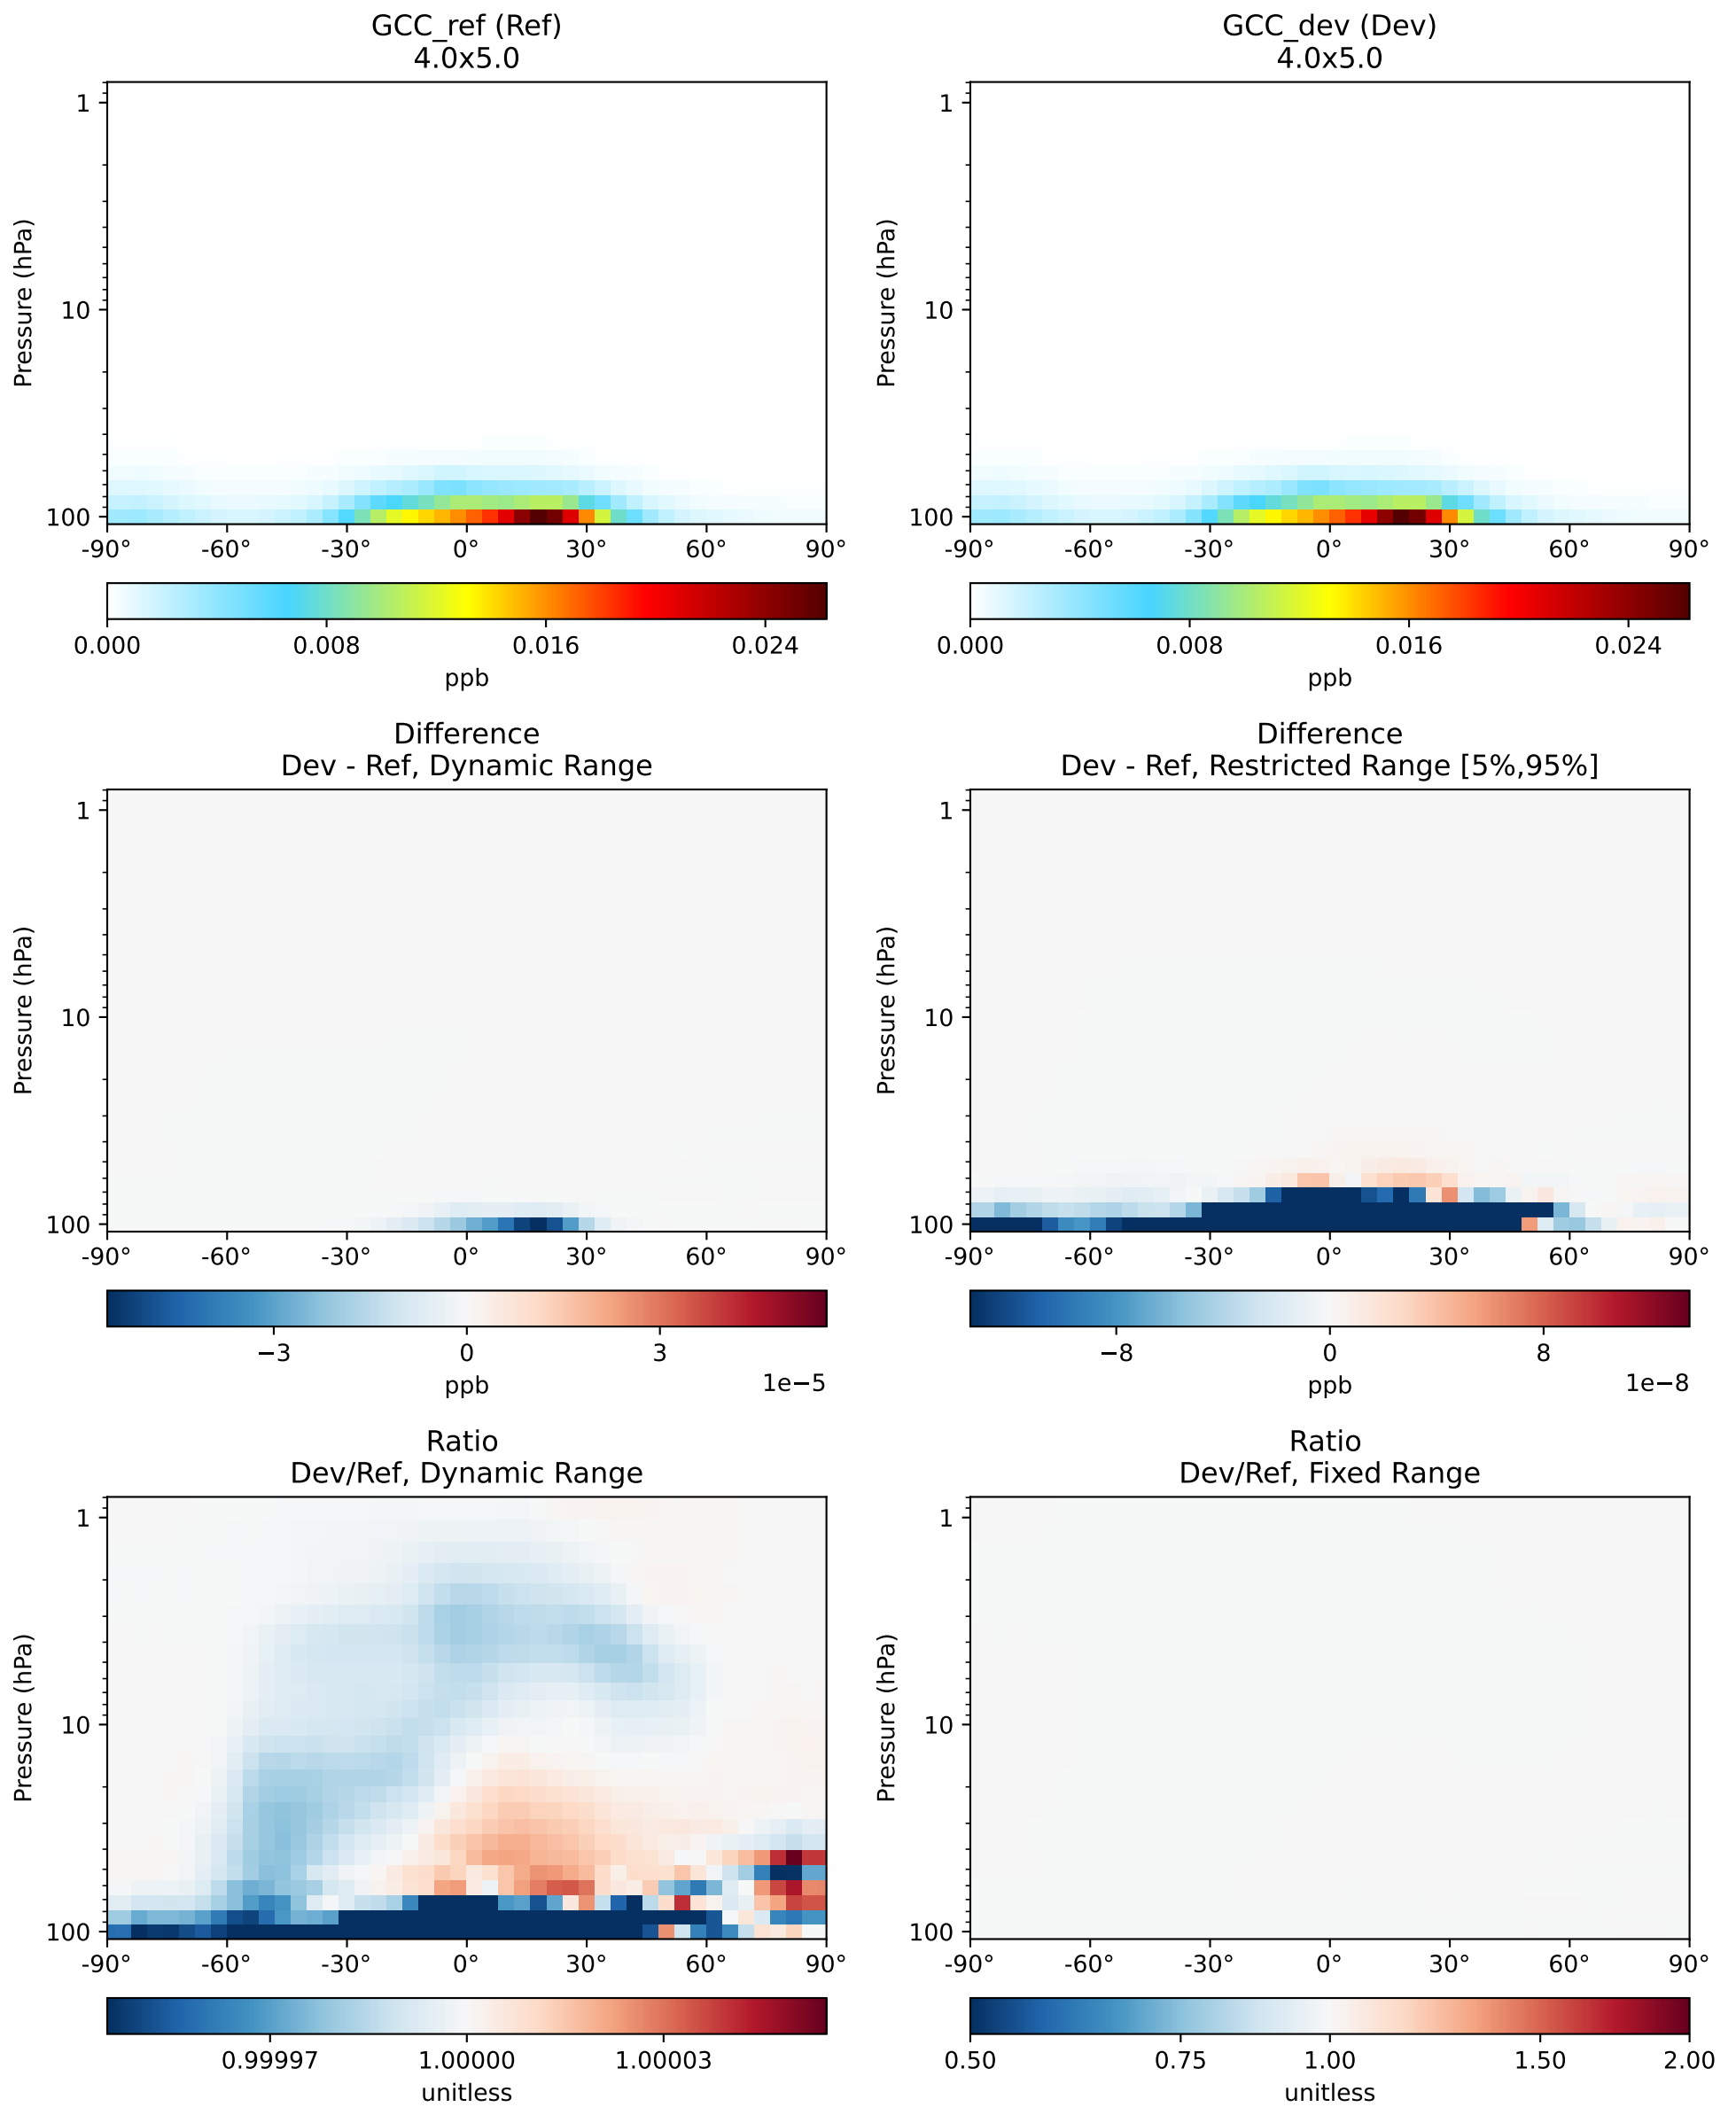 GCC_ref (Ref)
4.0x5.0
GCC_dev (Dev)
4.0x5.0
Pressure (hPa)
1
10
100
-90° -60° -30° 0° 30° 60° 90°
0.000 0.008 0.016 0.024
ppb
Pressure (hPa)
1
10
100
-90° -60° -30° 0° 30° 60° 90°
0.000 0.008 0.016 0.024
ppb
Difference
Dev - Ref, Dynamic Range
Difference
Dev - Ref, Restricted Range [5%,95%]
Pressure (hPa)
1
10
100
-90° -60° -30° 0° 30° 60° 90°
−3 0 3
ppb
1e−5
Pressure (hPa)
1
10
100
-90° -60° -30° 0° 30° 60° 90°
−8 0 8
ppb
1e−8
Ratio
Dev/Ref, Dynamic Range
Ratio
Dev/Ref, Fixed Range
Pressure (hPa)
1
10
100
-90° -60° -30° 0° 30° 60° 90°
0.99997 1.00000 1.00003
unitless
Pressure (hPa)
1
10
100
-90° -60° -30° 0° 30° 60° 90°
0.50 0.75 1.00 1.50 2.00
unitless